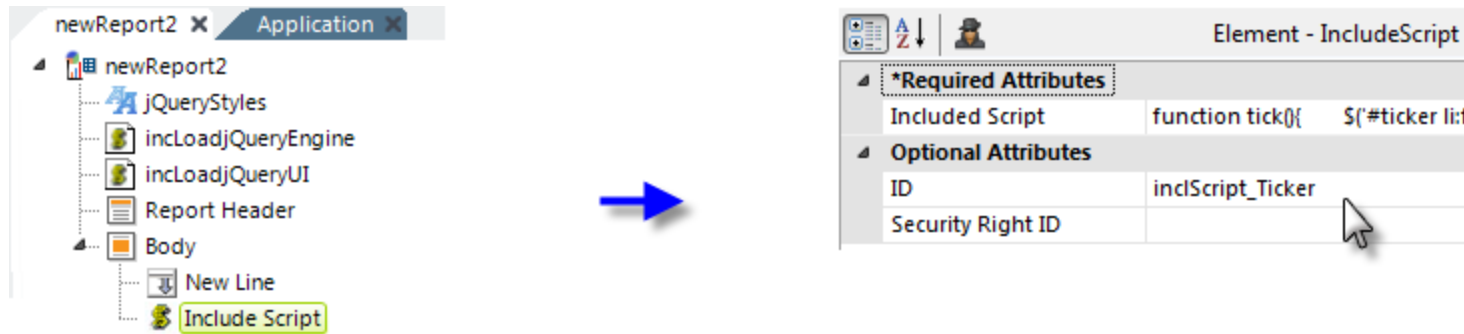 newReport2 Application
newReport2
jQueryStyles
incLoadjQueryEngine
incLoadjQueryUI
Report Header
Body
New Line
Include Script
A Z Element - IncludeScript
*Required Attributes
Included Script function tick(){ $('#ticker li:f
Optional Attributes
ID inclScript_Ticker
Security Right ID